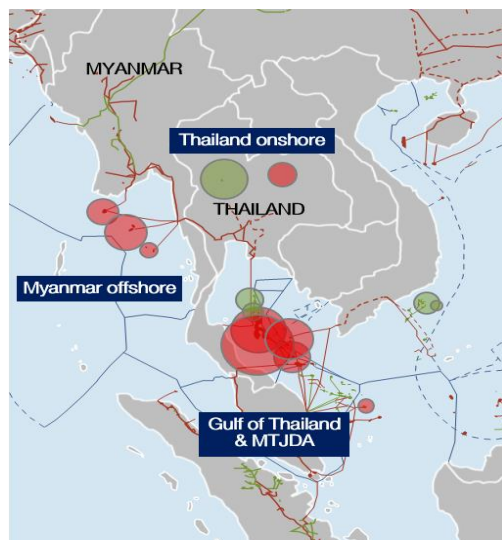 MYANMAR
Thailand onshore
THAILAND
Myanmar offshore
Gulf of Thailand
& MTJDA